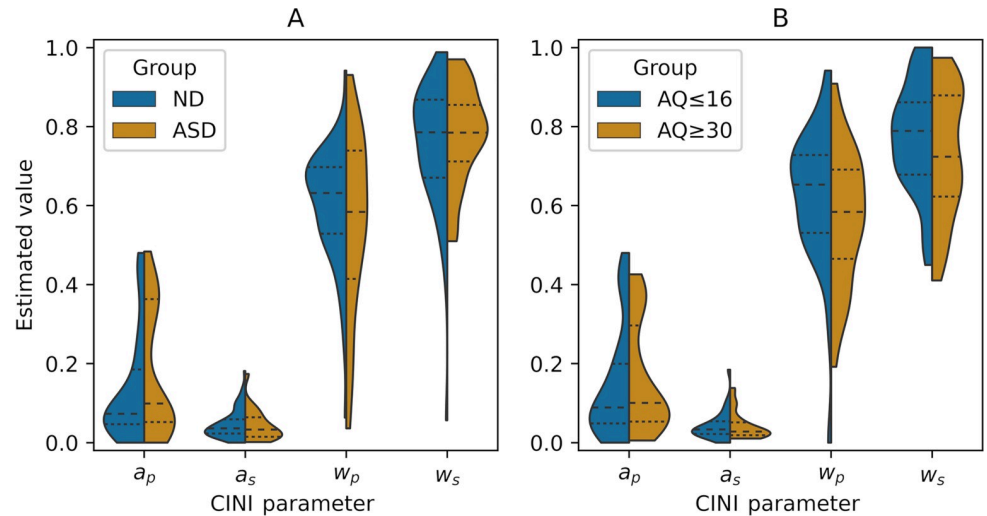 A
B
Group
ND
ASD
Group
AQ≤16
AQ≥30
Estimated value
1.0
0.8
0.6
0.4
0.2
0.0
1.0
0.8
0.6
0.4
0.2
0.0
a_p a_s w_p w_s
a_p a_s w_p w_s
CINI parameter
CINI parameter